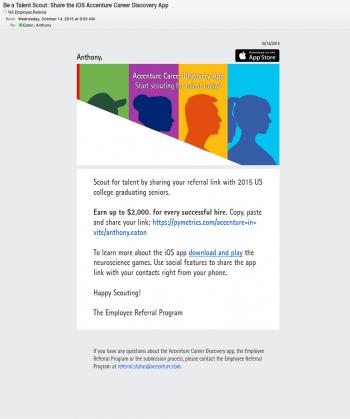 Be a Talent Scout: Share the iOS Accenture Career Discovery App
NA.Employee.Referral
Sent: Wednesday, October 14, 2015 at 9:03 AM
To: Eaton, Anthony
10/14/2015
Anthony,
Download on the
App Store
Accenture Career Discovery App
Start scouting for talent today!
Scout for talent by sharing your referral link with 2015 US
college graduating seniors.
Earn up to $2,000. for every successful hire. Copy, paste
and share your link: https://pymetrics.com/accenture=in=
vite/anthony.eaton
To learn more about the iOS app download and play the
neuroscience games. Use social features to share the app
link with your contacts right from your phone.
Happy Scouting!
The Employee Referral Program
If you have any questions about the Accenture Career Discovery app, the Employee
Referral Program or the submission process, please contact the Employee Referral
Program at referral.status@accenture.com.